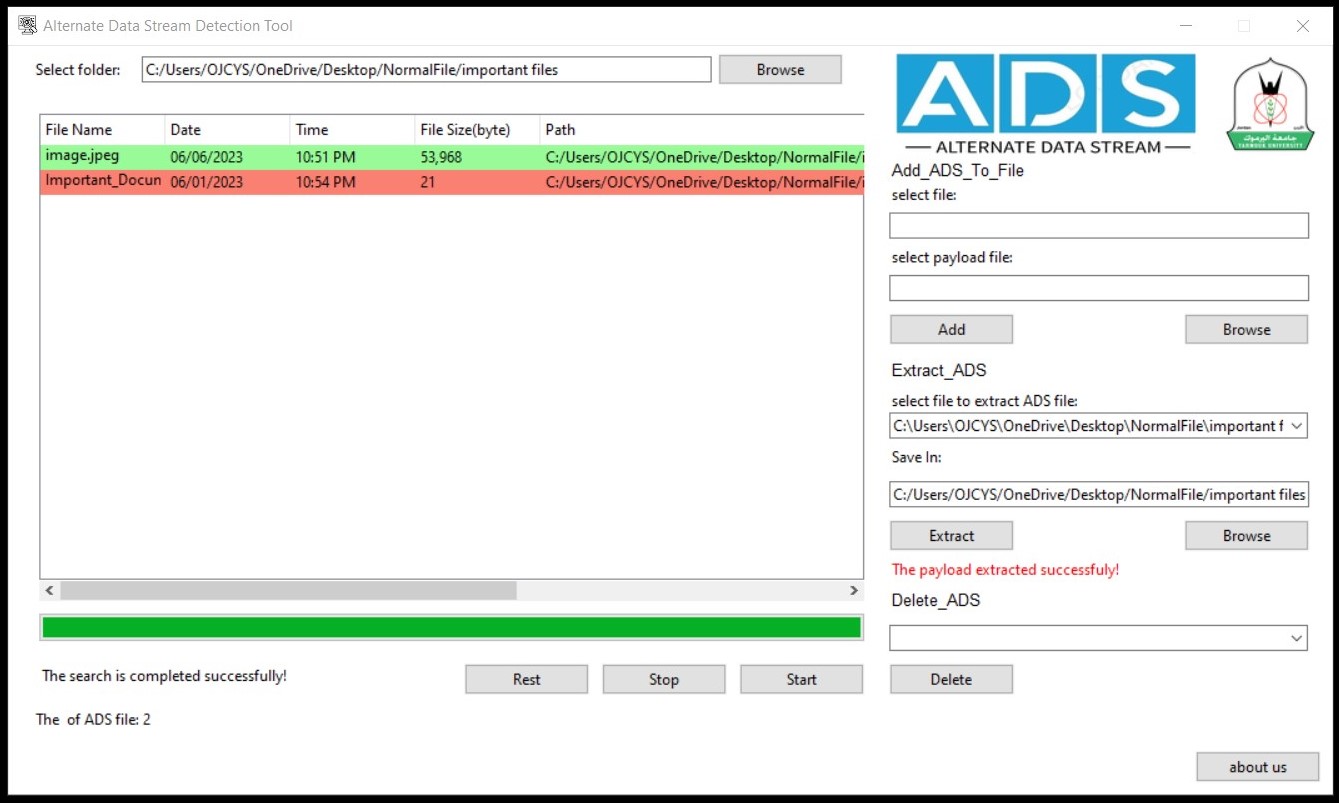 Alternate Data Stream Detection Tool
Select folder:
C:/Users/OJCYS/OneDrive/Desktop/NormalFile/important files
Browse
File Name Date Time File Size(byte) Path
image.jpeg 06/06/2023 10:51 PM 53,968 C:/Users/OJCYS/OneDrive/Desktop/NormalFile/i
Important_Docun 06/01/2023 10:54 PM 21 C:/Users/OJCYS/OneDrive/Desktop/NormalFile/i
The search is completed successfully!
Rest
Stop
Start
The of ADS file: 2
ADS
ALTERNATE DATA STREAM
جامعة اليرموك
YARMOUK UNIVERSITY
Add_ADS_To_File
select file:
select payload file:
Add
Browse
Extract_ADS
select file to extract ADS file:
C:\Users\OJCYS\OneDrive\Desktop\NormalFile\important f
Save In:
C:/Users/OJCYS/OneDrive/Desktop/NormalFile/important files
Extract
Browse
The payload extracted successfuly!
Delete_ADS
Delete
about us